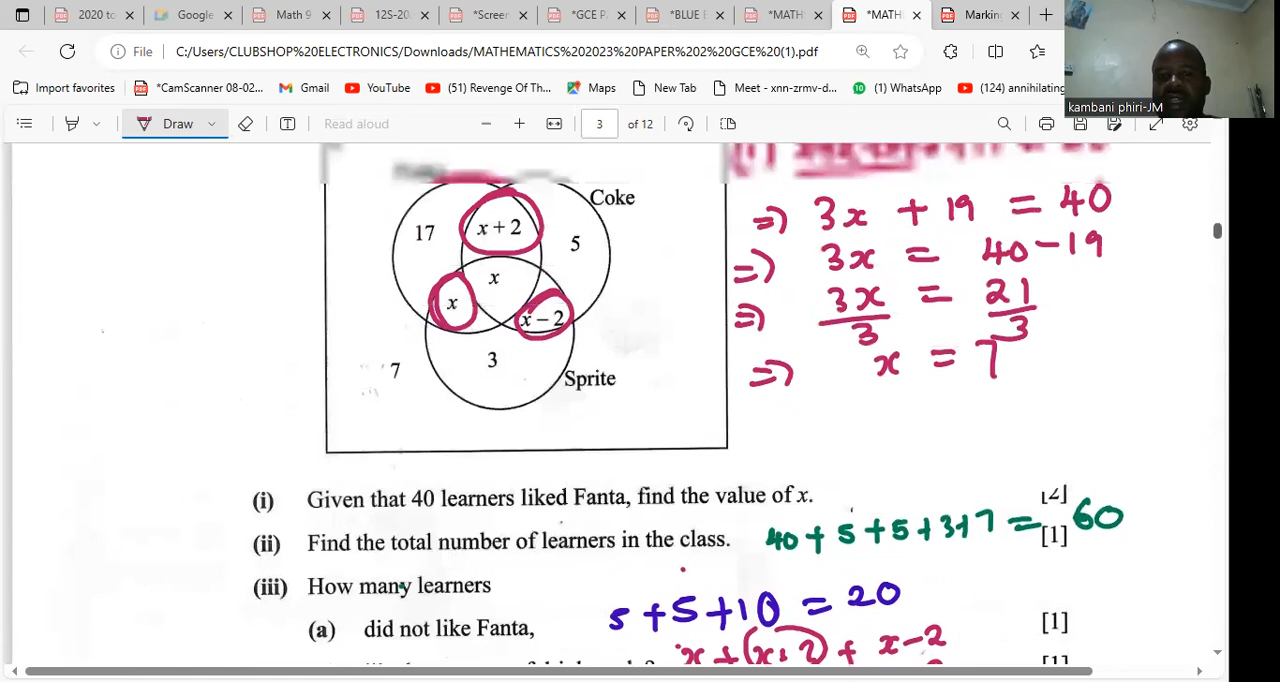 2020 to
Google
Math 9
12S-20
*Screer
*GCE P
*BLUE E
*MATH
*MATH
Marking
File C:/Users/CLUBSHOP%20ELECTRONICS/Downloads/MATHEMATICS%202023%20PAPER%202%20GCE%20(1).pdf
Import favorites
*CamScanner 08-02...
Gmail
YouTube
(51) Revenge Of Th...
Maps
New Tab
Meet - xnn-zrmv-d...
(1) WhatsApp
(124) annihilating
kambani phiri-JM
Draw
Read aloud
3 of 12
Coke
17
x + 2
5
x
x
x – 2
7
3
Sprite
=> 3x + 19 = 40
=> 3x = 40 - 19
=> 3x/3 = 21/3
=> x = 7
(i) Given that 40 learners liked Fanta, find the value of x.
(ii) Find the total number of learners in the class. [1]
40 + 5 + 5 + 3 + 7 = 60
(iii) How many learners
5 + 5 + 10 = 20
(a) did not like Fanta, [1]
x + (x + 2) + x - 2